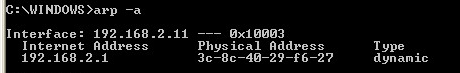 C:\WINDOWS>arp -a
Interface: 192.168.2.11 --- 0x10003
Internet Address Physical Address Type
192.168.2.1 3c-8c-40-29-f6-27 dynamic